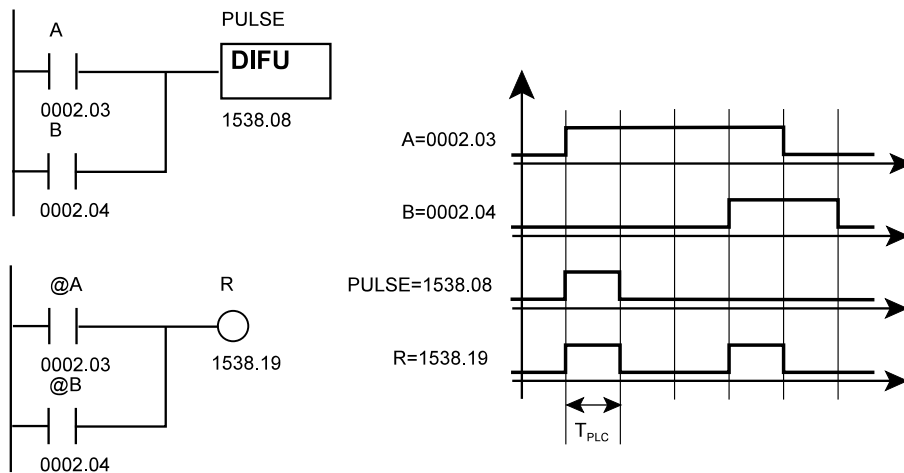 PULSE
A
DIFU
0002.03
1538.08
B
0002.04
@A
R
0002.03
1538.19
@B
0002.04
A=0002.03
B=0002.04
PULSE=1538.08
R=1538.19
TPLC